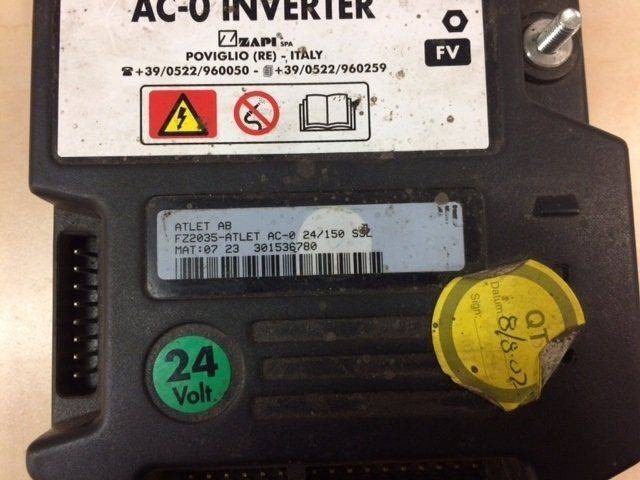 AC-0 INVERTER
ZAPI SPA
POVIGLIO (RE) - ITALY
☎+39/0522/960050 - +39/0522/960259
FV
ATLET AB
FZ2035-ATLET AC-0 24/150 SSL
MAT:07 23 301536780
24
Volt.
QT
Datum:
8/8-02
Sign.